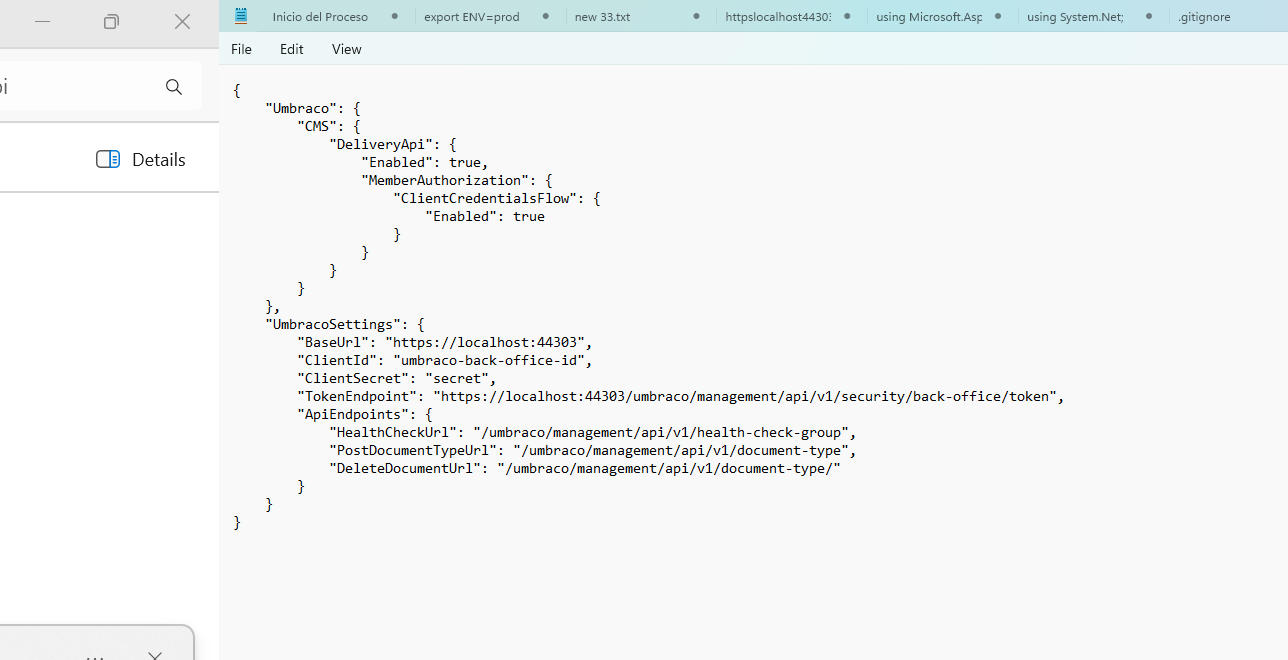 Inicio del Proceso
export ENV=prod
new 33.txt
httpslocalhost44303
using Microsoft.Asp
using System.Net;
.gitignore
File Edit View
Details
{
    "Umbraco": {
        "CMS": {
            "DeliveryApi": {
                "Enabled": true,
                "MemberAuthorization": {
                    "ClientCredentialsFlow": {
                        "Enabled": true
                    }
                }
            }
        }
    },
    "UmbracoSettings": {
        "BaseUrl": "https://localhost:44303",
        "ClientId": "umbraco-back-office-id",
        "ClientSecret": "secret",
        "TokenEndpoint": "https://localhost:44303/umbraco/management/api/v1/security/back-office/token",
        "ApiEndpoints": {
            "HealthCheckUrl": "/umbraco/management/api/v1/health-check-group",
            "PostDocumentTypeUrl": "/umbraco/management/api/v1/document-type",
            "DeleteDocumentUrl": "/umbraco/management/api/v1/document-type/"
        }
    }
}